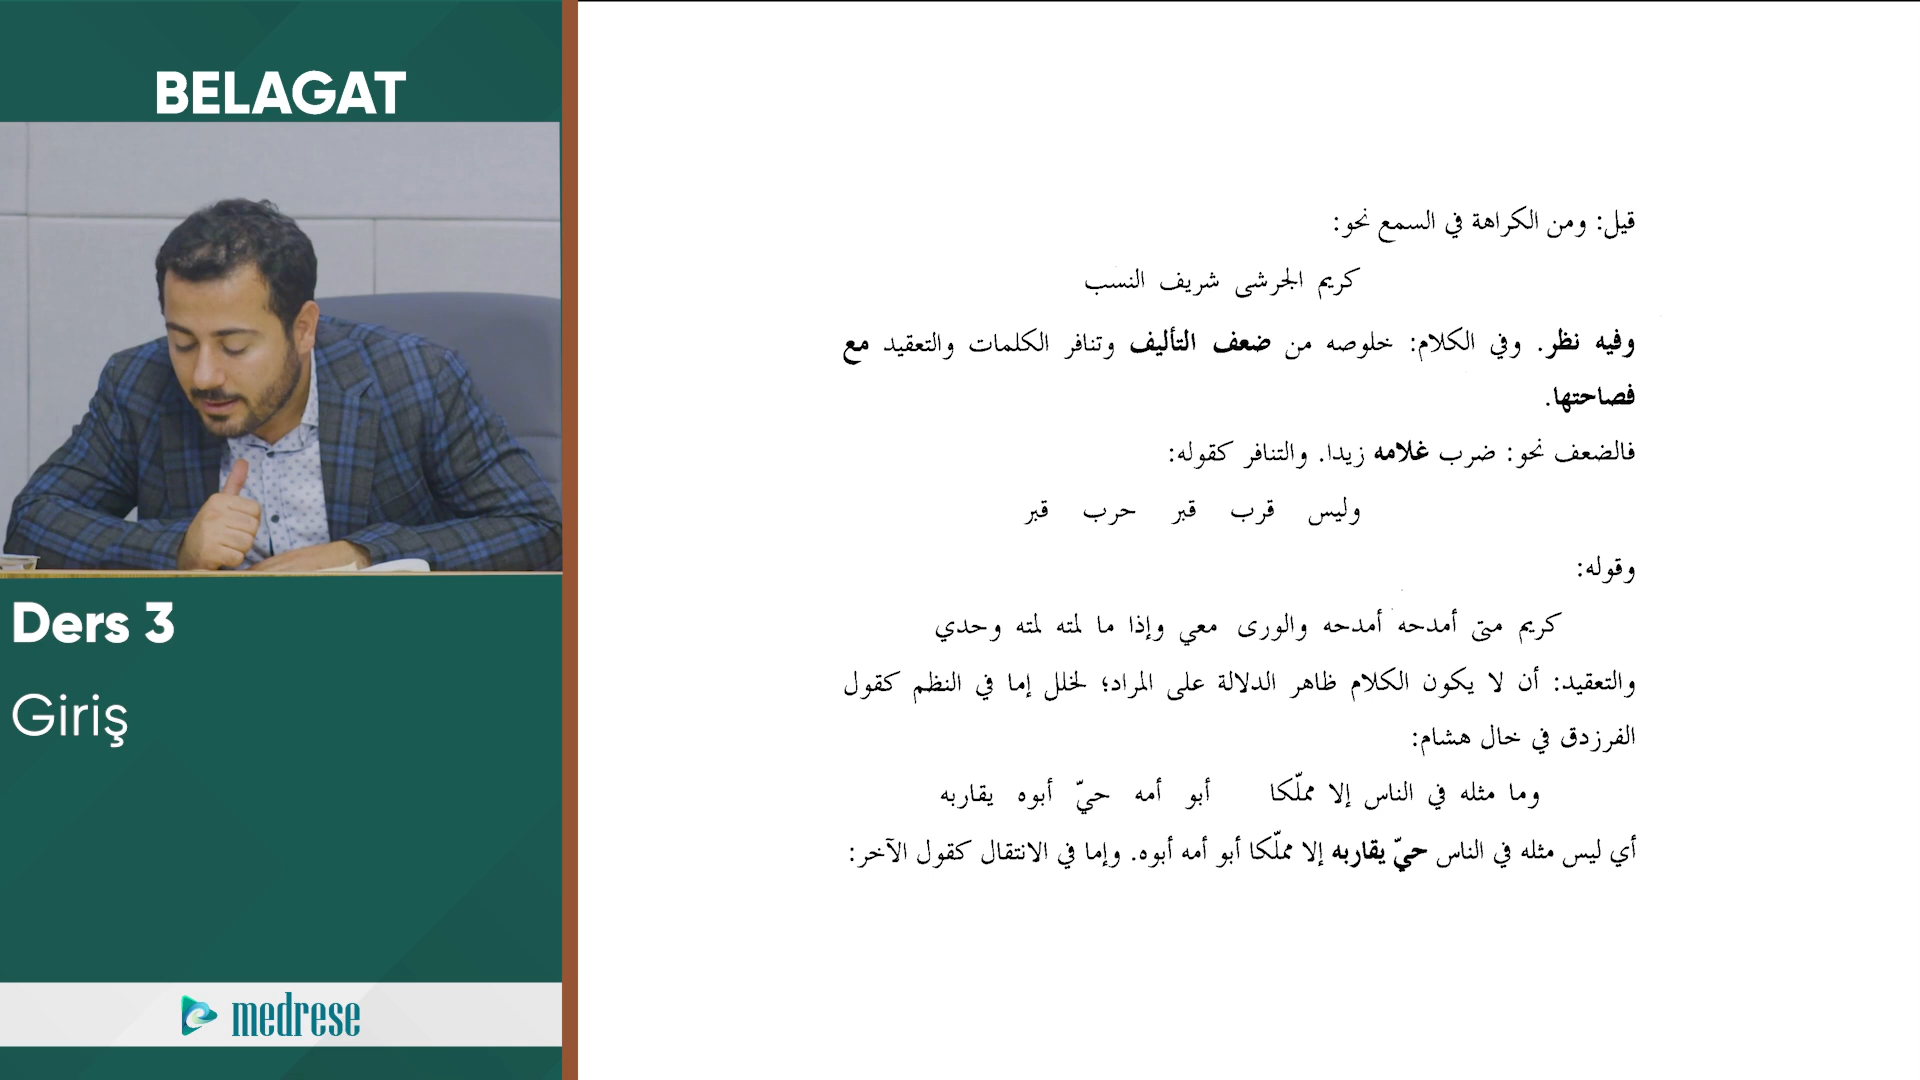 BELAGAT
Ders 3
Giriş
medrese
قيل: ومن الكراهة في السمع نحو:
كريم الجرشى شريف النسب
وفيه نظر. وفي الكلام: خلوصه من ضعف التأليف وتنافر الكلمات والتعقيد مع
فصاحتها.
فالضعف نحو: ضرب غلامه زيدا. والتنافر كقوله:
وليس قرب قبر حرب قبر
وقوله:
كريم متى أمدحه أمدحه والورى معي وإذا ما لمته لمته وحدي
والتعقيد: أن لا يكون الكلام ظاهر الدلالة على المراد؛ لخلل إما في النظم كقول
الفرزدق في خال هشام:
وما مثله في الناس إلا مملّكا أبو أمه حيّ أبوه يقاربه
أي ليس مثله في الناس حيّ يقاربه إلا مملّكا أبو أمه أبوه. وإما في الانتقال كقول الآخر: